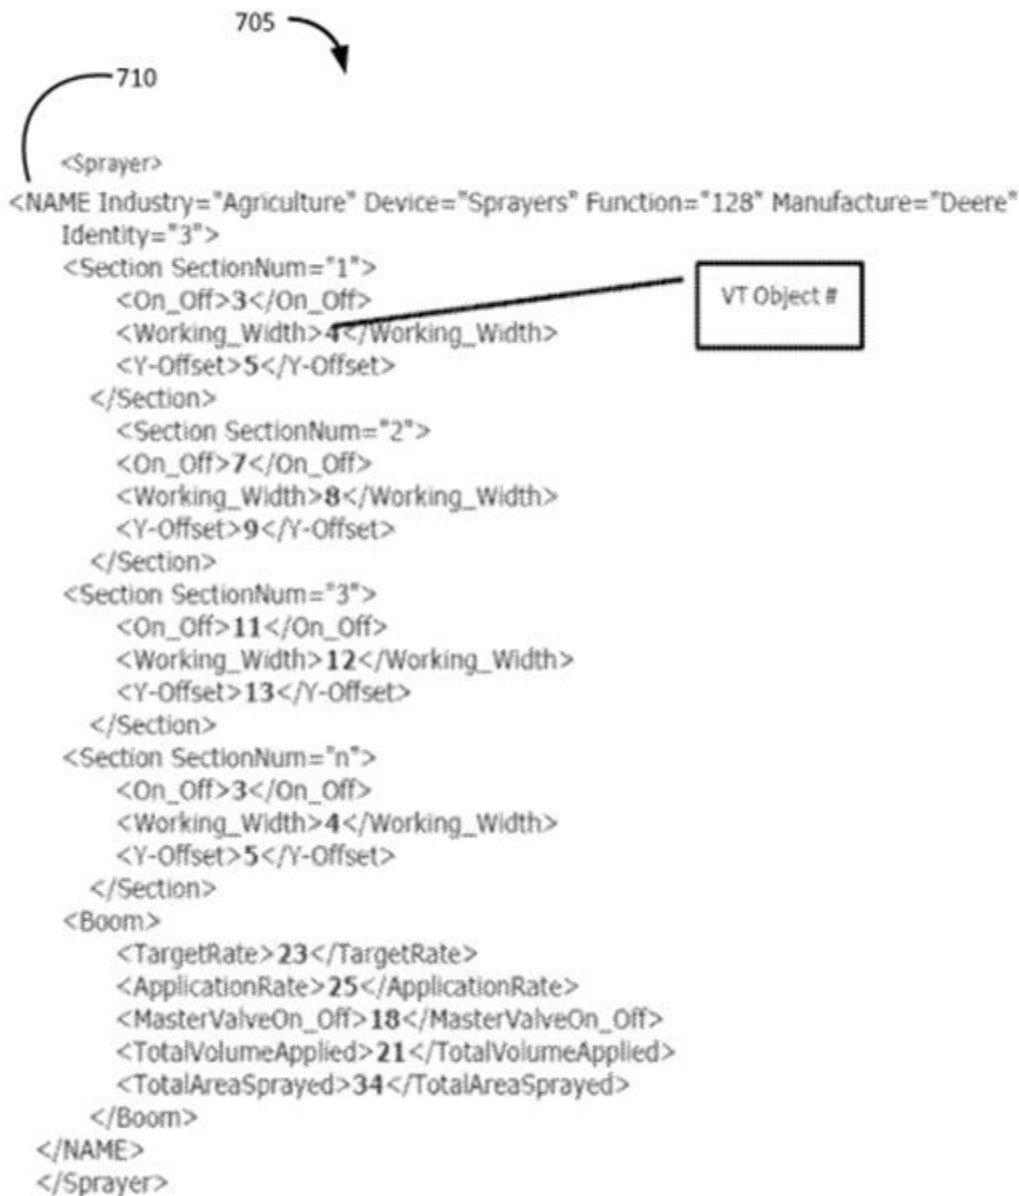 705
710
<Sprayer>
<NAME Industry="Agriculture" Device="Sprayers" Function="128" Manufacture="Deere"
Identity="3">
<Section SectionNum="1">
<On_Off>3</On_Off>
<Working_Width>4</Working_Width>
VT Object #
<Y-Offset>5</Y-Offset>
</Section>
<Section SectionNum="2">
<On_Off>7</On_Off>
<Working_Width>8</Working_Width>
<Y-Offset>9</Y-Offset>
</Section>
<Section SectionNum="3">
<On_Off>11</On_Off>
<Working_Width>12</Working_Width>
<Y-Offset>13</Y-Offset>
</Section>
<Section SectionNum="n">
<On_Off>3</On_Off>
<Working_Width>4</Working_Width>
<Y-Offset>5</Y-Offset>
</Section>
<Boom>
<TargetRate>23</TargetRate>
<ApplicationRate>25</ApplicationRate>
<MasterValveOn_Off>18</MasterValveOn_Off>
<TotalVolumeApplied>21</TotalVolumeApplied>
<TotalAreaSprayed>34</TotalAreaSprayed>
</Boom>
</NAME>
</Sprayer>